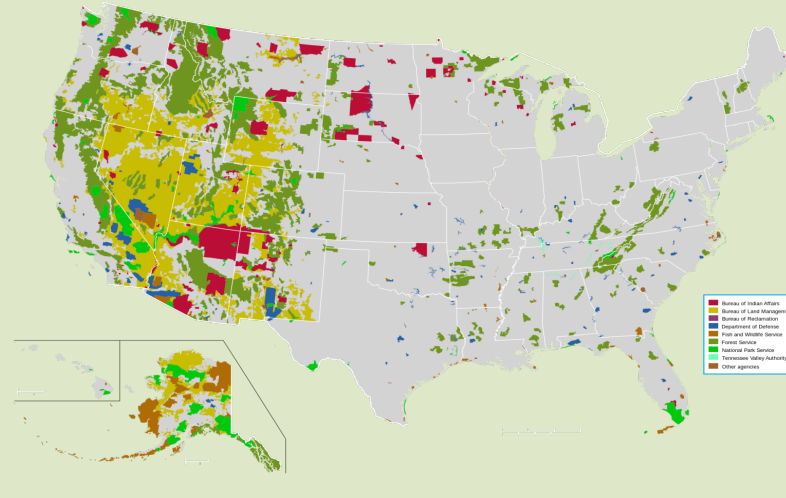 Bureau of Indian Affairs
Bureau of Land Managem
Bureau of Reclamation
Department of Defense
Fish and Wildlife Service
Forest Service
National Park Service
Tennessee Valley Authority
Other agencies